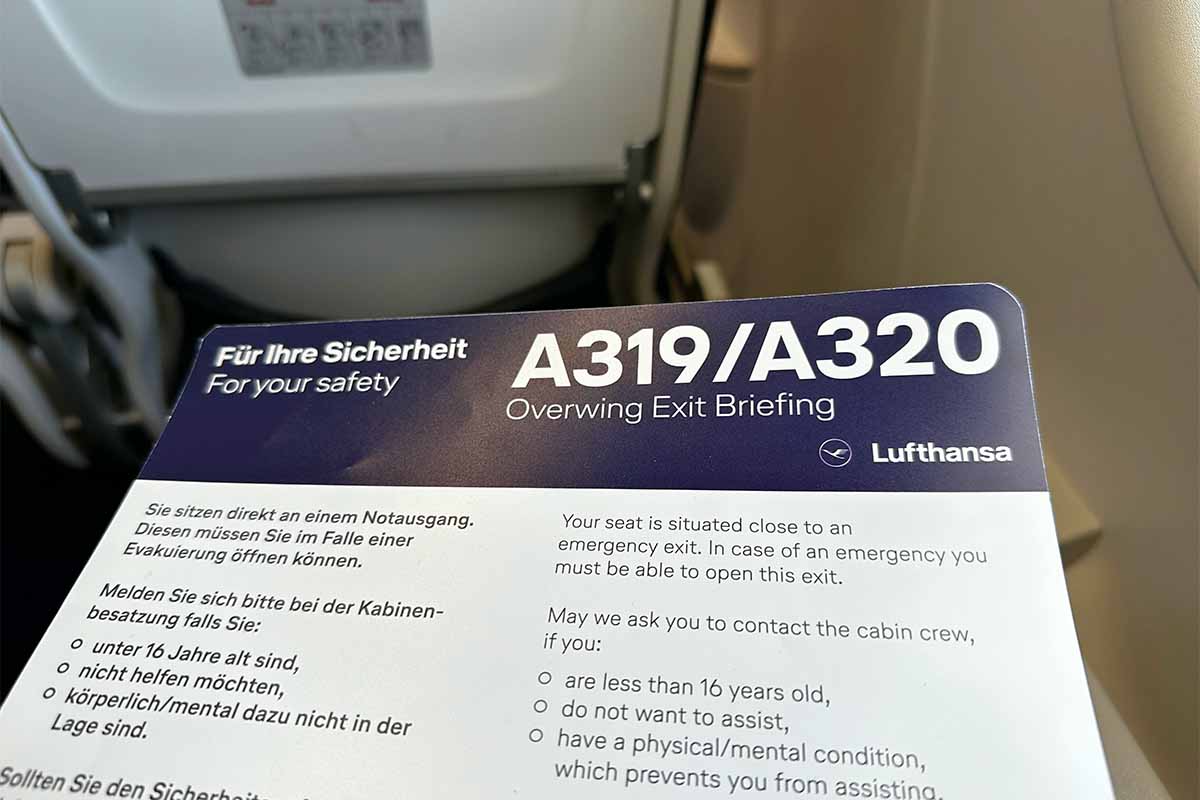 Für Ihre Sicherheit
For your safety
A319/A320
Overwing Exit Briefing
Lufthansa
Sie sitzen direkt an einem Notausgang.
Diesen müssen Sie im Falle einer
Evakuierung öffnen können.
Melden Sie sich bitte bei der Kabinen-
besatzung falls Sie:
unter 16 Jahre alt sind,
nicht helfen möchten,
körperlich/mental dazu nicht in der
Lage sind.
Sollten Sie den
Your seat is situated close to an
emergency exit. In case of an emergency you
must be able to open this exit.
May we ask you to contact the cabin crew,
if you:
are less than 16 years old,
do not want to assist,
have a physical/mental condition,
which prevents you from assisting.